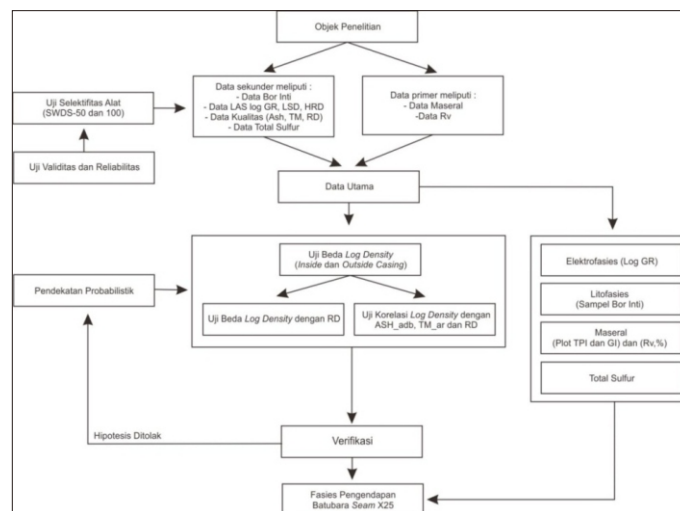 Objek Penelitian
Uji Selektifitas Alat
(SWDS-50 dan 100)
Data sekunder meliputi :
- Data Bor Inti
- Data LAS log GR, LSD, HRD
- Data Kualitas (Ash, TM, RD)
- Data Total Sulfur
Data primer meliputi :
- Data Maseral
-Data Rv
Uji Validitas dan Reliabilitas
Data Utama
Uji Beda Log Density
(Inside dan Outside Casing)
Elektrofasies (Log GR)
Pendekatan Probabilistik
Litofasies
(Sampel Bor Inti)
Uji Beda Log Density dengan RD
Uji Korelasi Log Density dengan
ASH_adb, TM_ar dan RD
Maseral
(Plot TPI dan GI) dan (Rv,%)
Total Sulfur
Hipotesis Ditolak
Verifikasi
Fasies Pengendapan
Batubara Seam X25